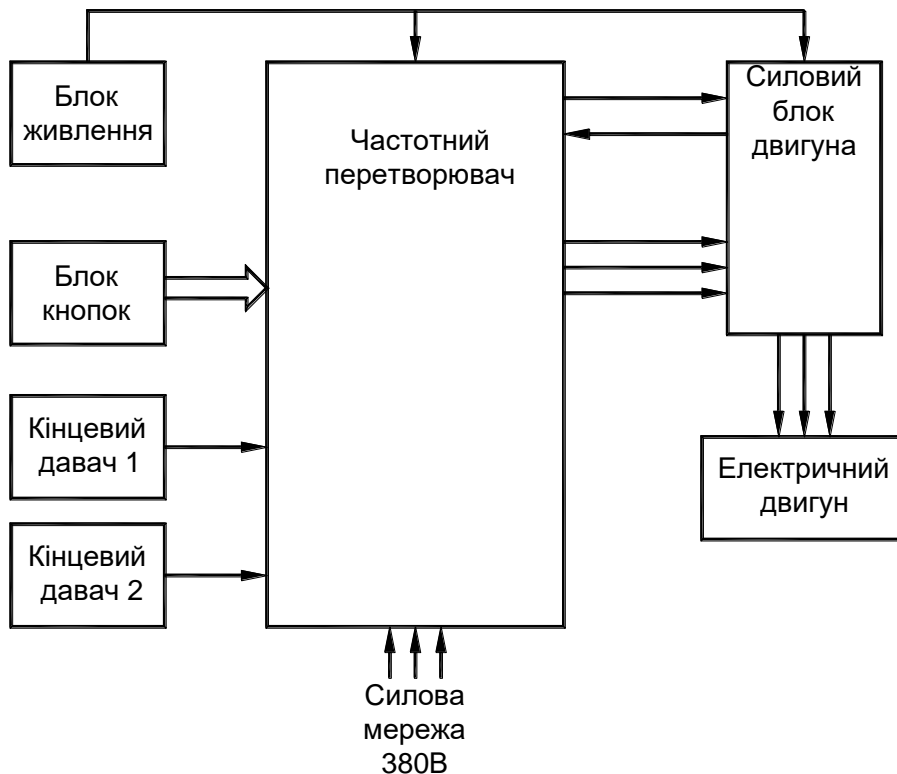 Блок
живлення
Частотний
перетворювач
Силовий
блок
двигуна
Блок
кнопок
Кінцевий
давач 1
Кінцевий
давач 2
Електричний
двигун
Силова
мережа
380В